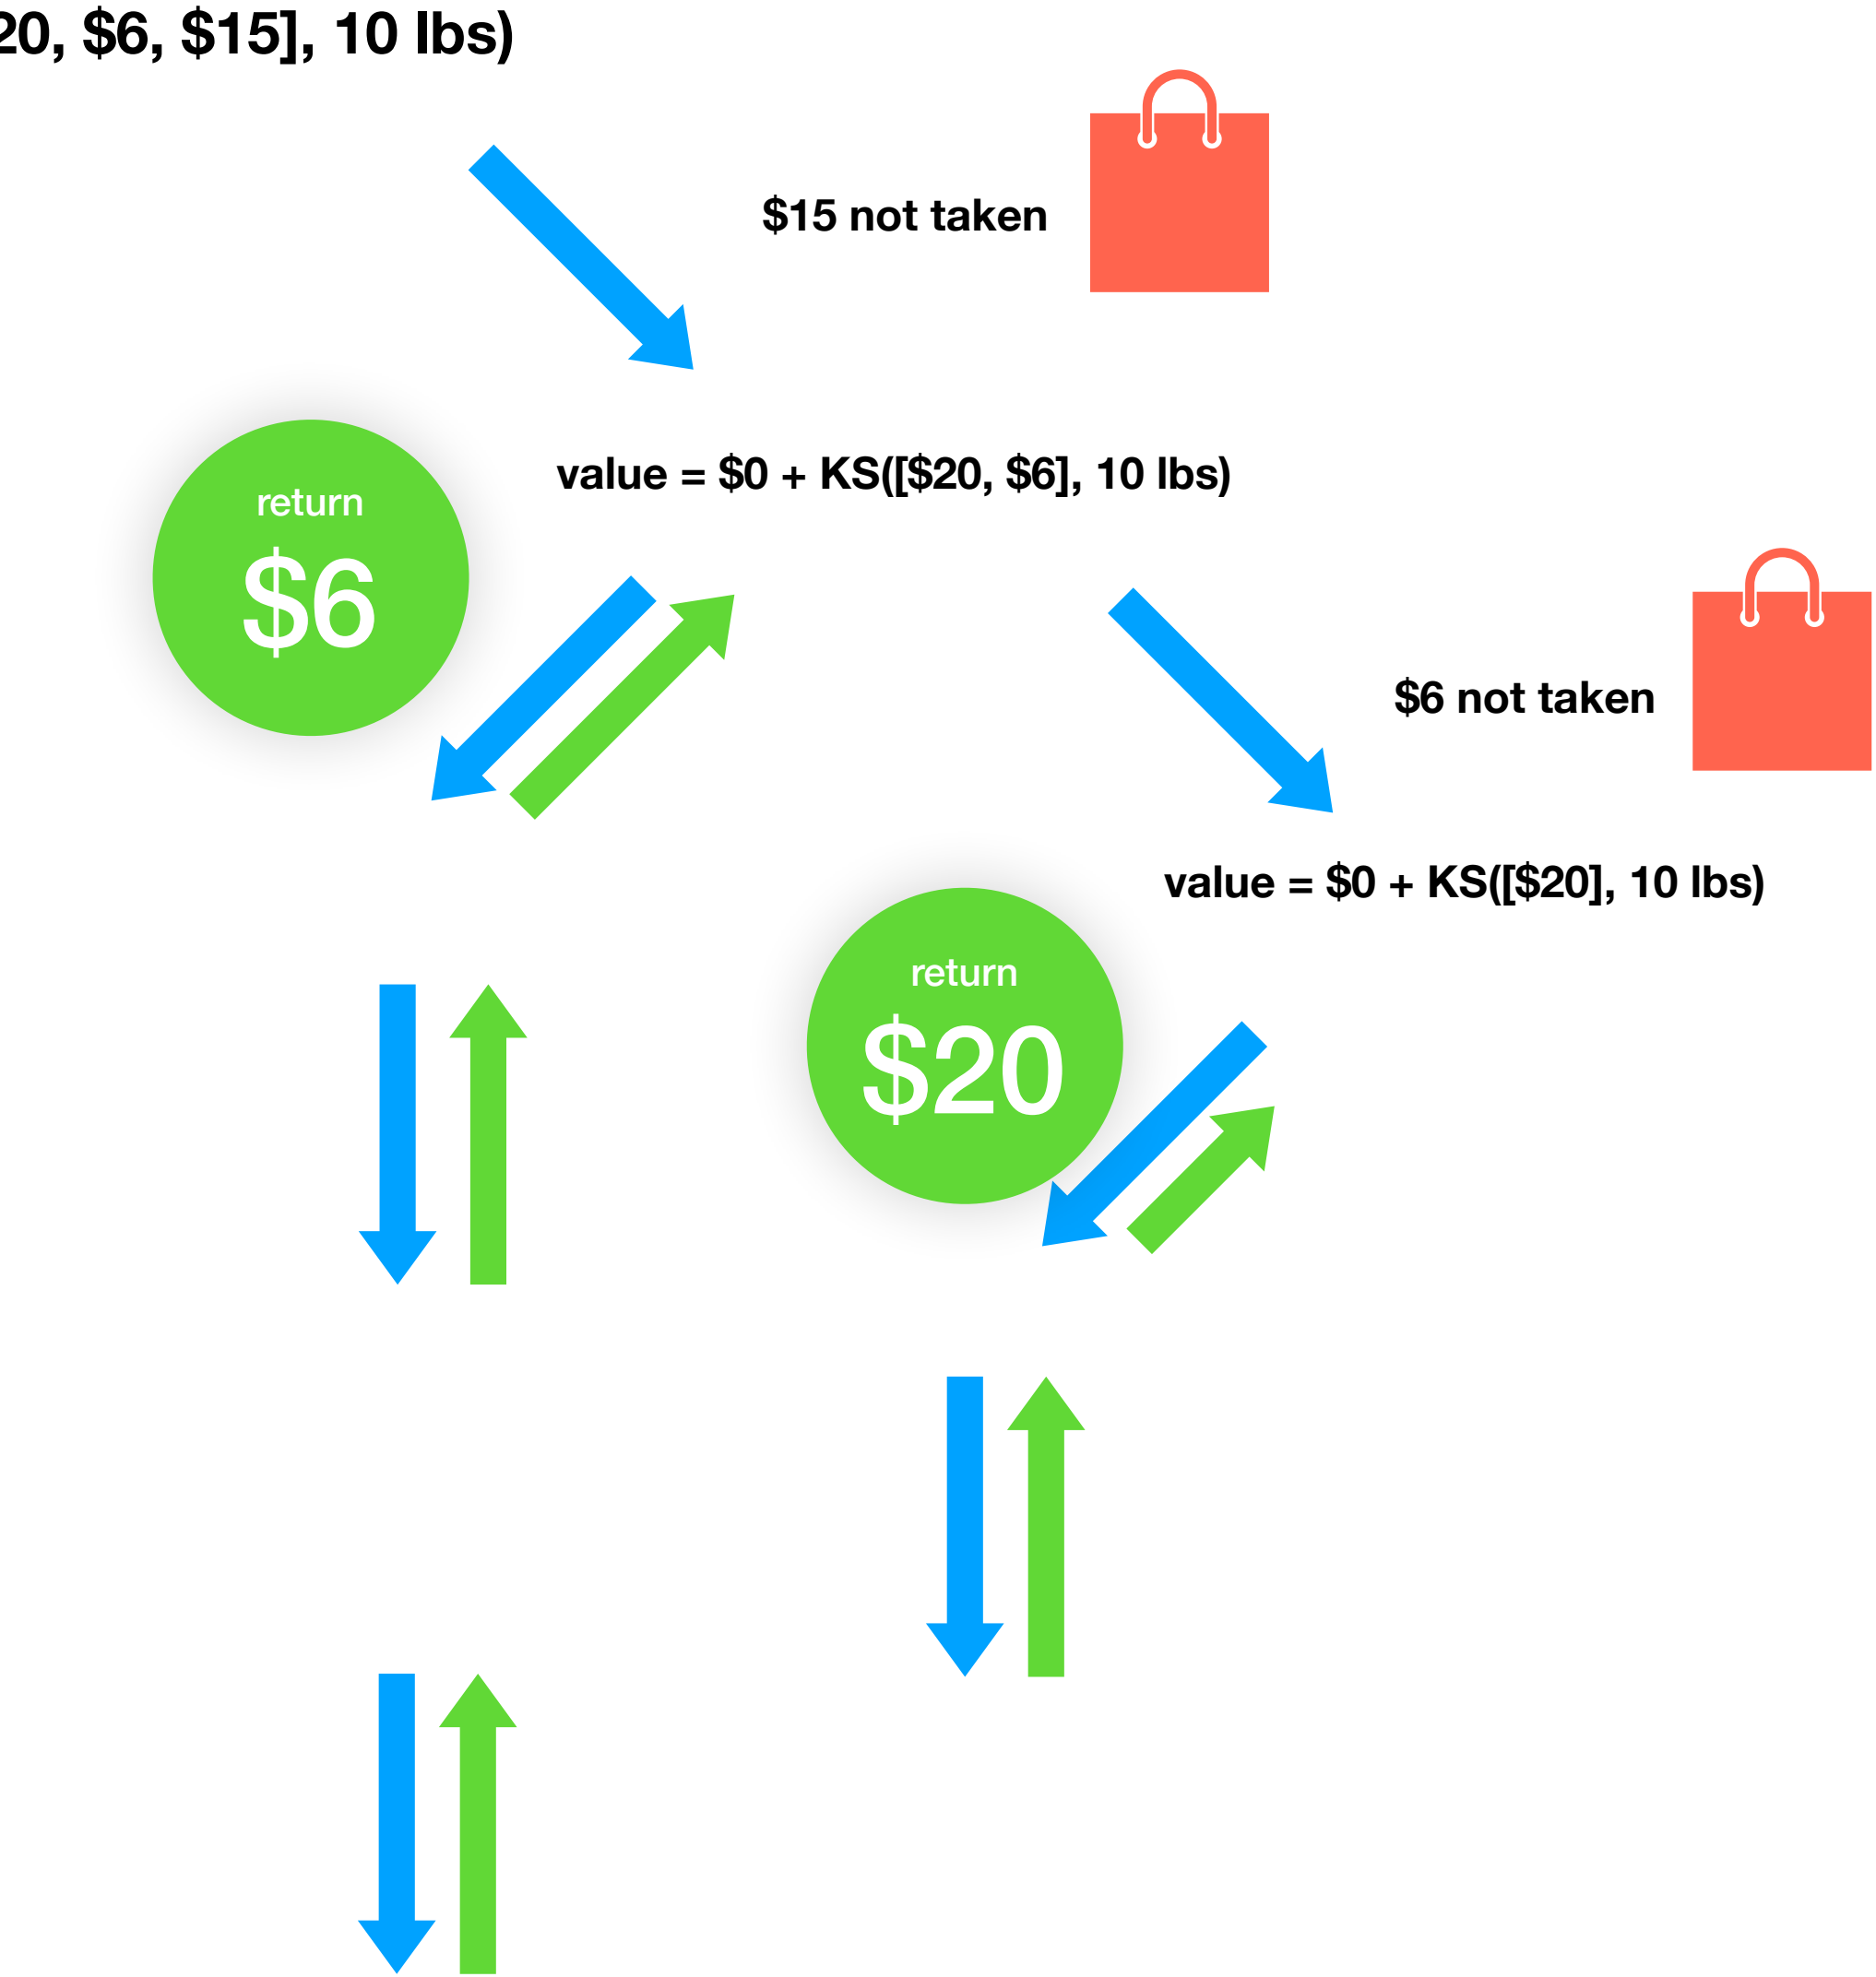 20, $6, $15], 10 lbs)
$15 not taken
value = $0 + KS([$20, $6], 10 lbs)
return
$6
$6 not taken
value = $0 + KS([$20], 10 lbs)
return
$20